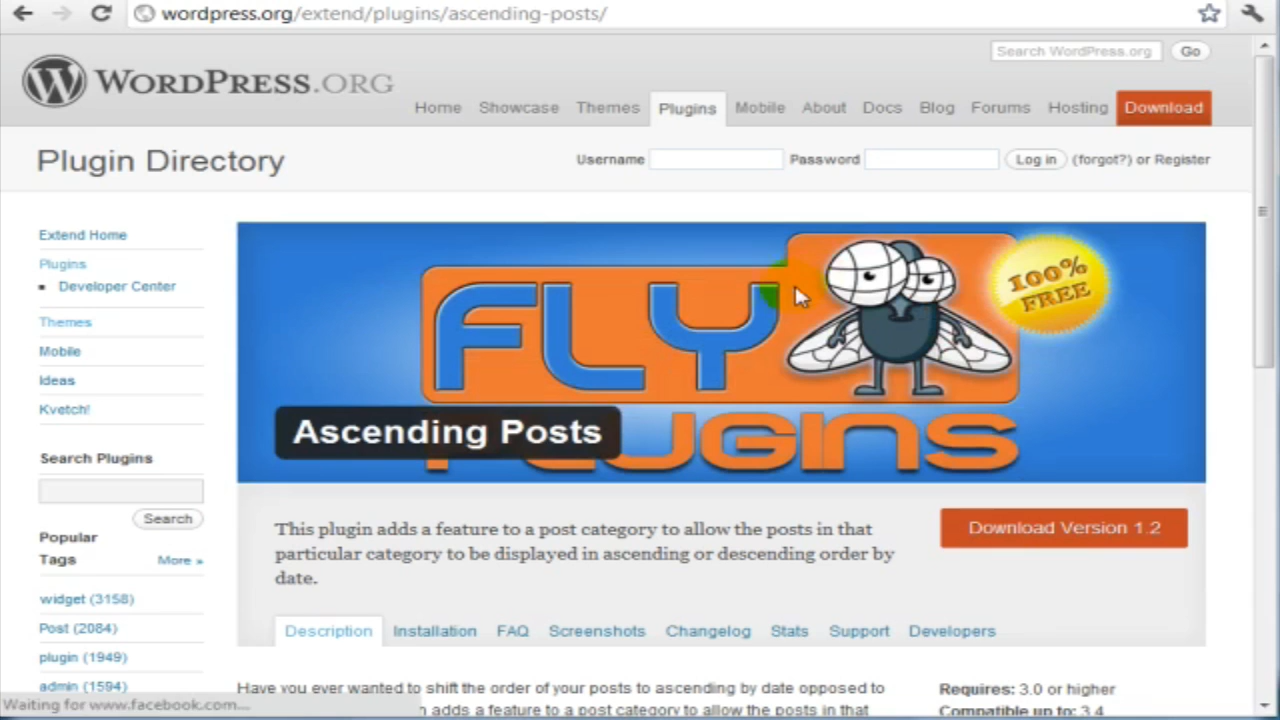 wordpress.org/extend/plugins/ascending-posts/
Search WordPress.org Go
WORDPRESS.ORG
Home Showcase Themes Plugins Mobile About Docs Blog Forums Hosting Download
Plugin Directory
Username Password Log in (forgot?) or Register
Extend Home
Plugins
Developer Center
Themes
Mobile
Ideas
Kvetch!
Search Plugins
Search
Popular
Tags More »
widget (3158)
Post (2084)
plugin (1949)
admin (1594)
FLY
PLUGINS
100%
FREE
Ascending Posts
This plugin adds a feature to a post category to allow the posts in that
particular category to be displayed in ascending or descending order by
date.
Download Version 1.2
Description Installation FAQ Screenshots Changelog Stats Support Developers
Have you ever wanted to shift the order of your posts to ascending by date opposed to
adds a feature to a post category to allow the posts in that
Requires: 3.0 or higher
Compatible up to: 3.4
Waiting for www.facebook.com...